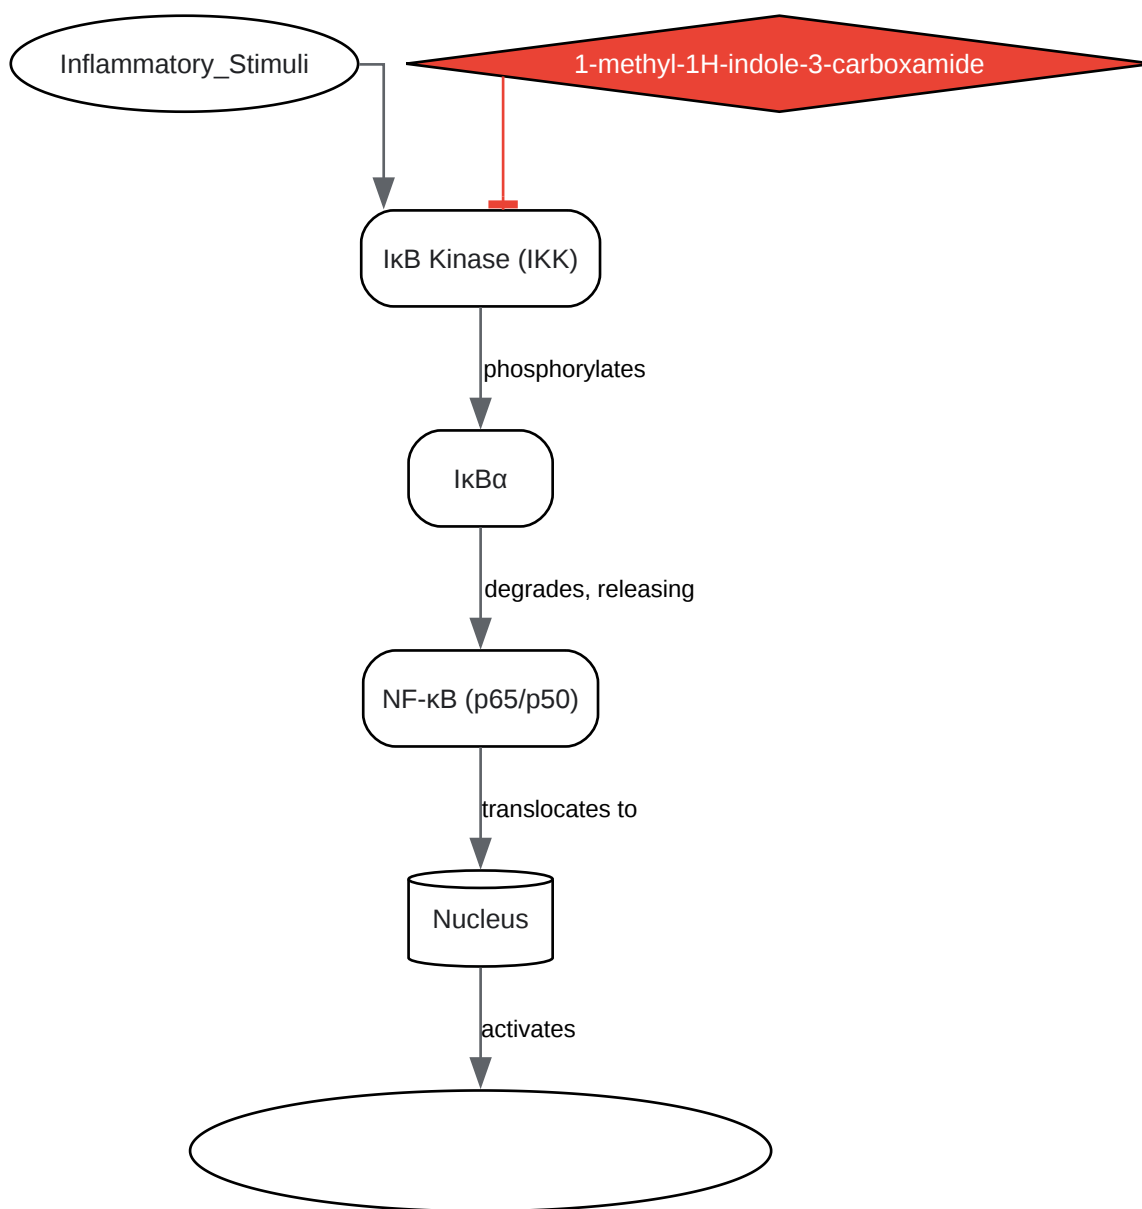 Inflammatory_Stimuli
1-methyl-1H-indole-3-carboxamide
IκB Kinase (IKK)
phosphorylates
IκBα
degrades, releasing
NF-κB (p65/p50)
translocates to
Nucleus
activates